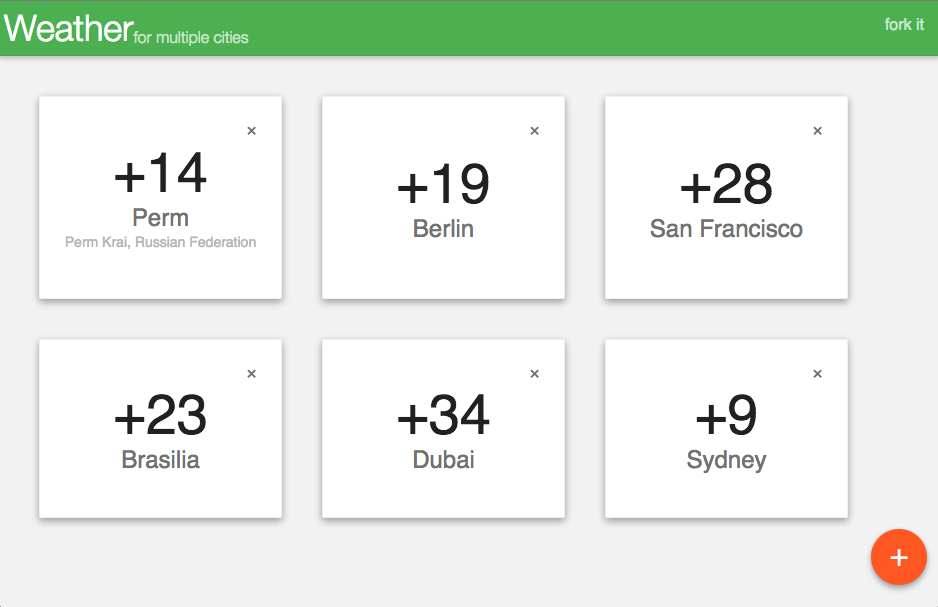 Weather for multiple cities
fork it
×
×
×
+14
+19
+28
Perm
Berlin
San Francisco
Perm Krai, Russian Federation
×
×
×
+23
+34
+9
Brasilia
Dubai
Sydney
+